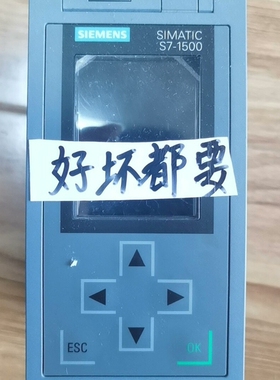 SIEMENS
SIMATIC
S7-1500
好坏都要
ESC
OK